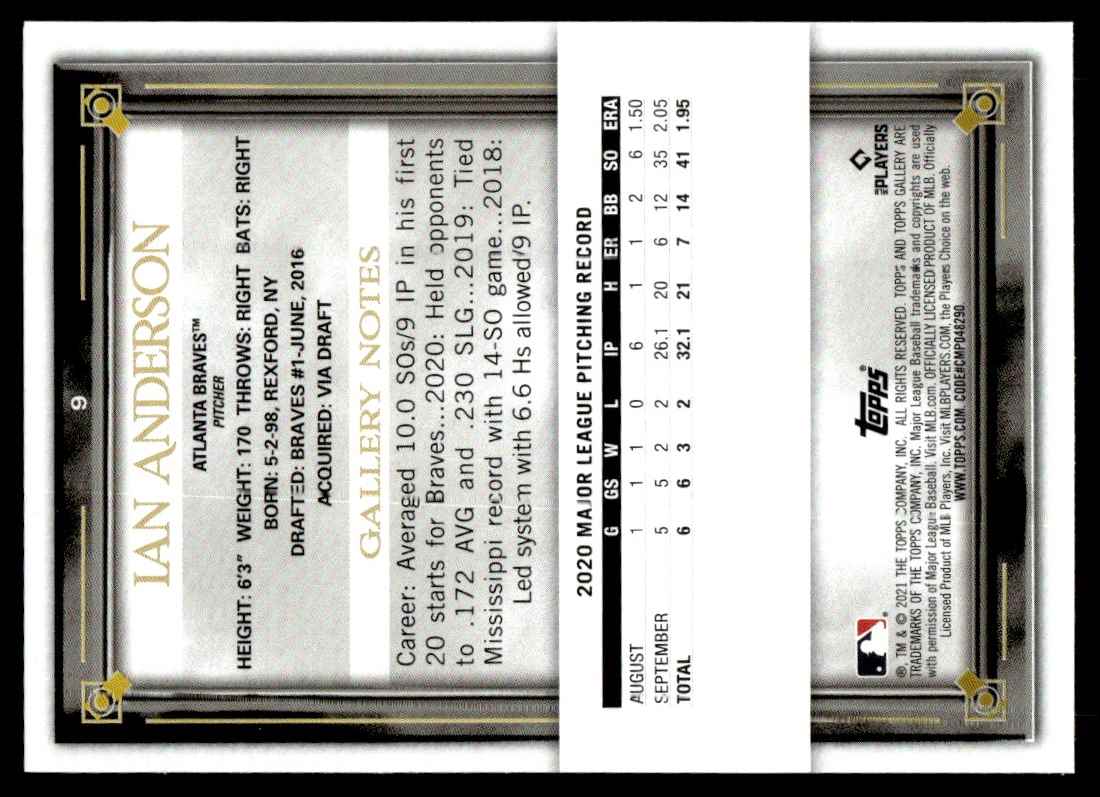 9
IAN ANDERSON
ATLANTA BRAVES™
PITCHER
HEIGHT: 6'3" WEIGHT: 170 THROWS: RIGHT BATS: RIGHT
BORN: 5-2-98, REXFORD, NY
DRAFTED: BRAVES #1-JUNE, 2016
ACQUIRED: VIA DRAFT
GALLERY NOTES
Career: Averaged 10.0 SOs/9 IP in his first
20 starts for Braves...2020: Held opponents
to .172 AVG and .230 SLG...2019: Tied
Mississippi record with 14-SO game...2018:
Led system with 6.6 Hs allowed/9 IP.
2020 MAJOR LEAGUE PITCHING RECORD
G GS W L IP H ER BB SO ERA
AUGUST 1 1 1 0 6 1 1 2 6 1.50
SEPTEMBER 5 5 2 2 26.1 20 6 12 35 2.05
TOTAL 6 6 3 2 32.1 21 7 14 41 1.95
topps®
MLB PLAYERS
®, TM & © 2021 THE TOPPS COMPANY, INC. ALL RIGHTS RESERVED. TOPPS AND TOPPS GALLERY ARE
TRADEMARKS OF THE TOPPS COMPANY, INC. Major League Baseball trademarks and copyrights are used
with permission of Major League Baseball. Visit MLB.com. OFFICIALLY LICENSED PRODUCT OF MLB. Officially
Licensed Product of MLB Players, Inc. Visit MLBPLAYERS.COM, the Players Choice on the web.
WWW.TOPPS.COM CODE#CMP048290